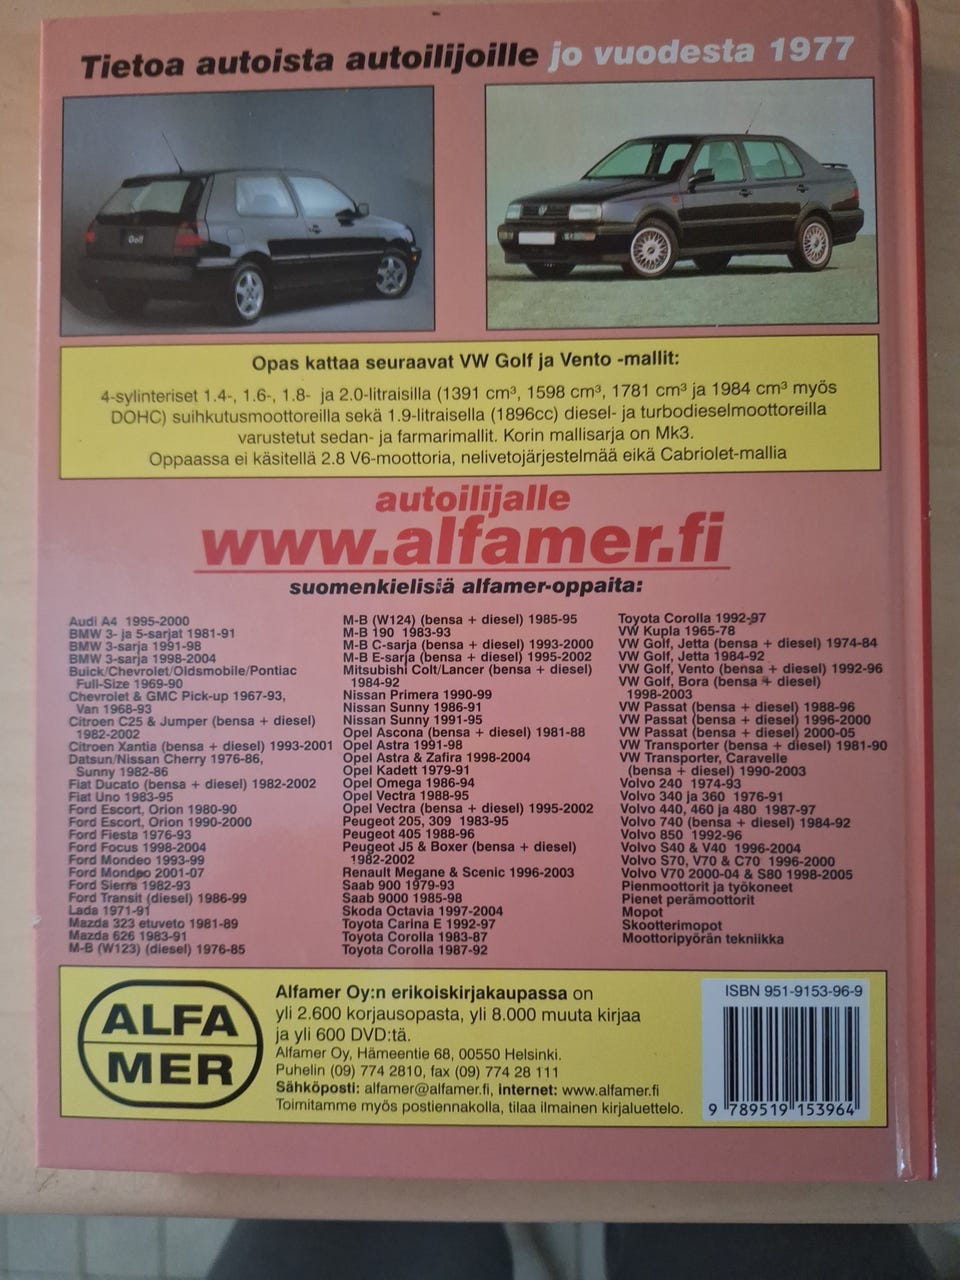 Tietoa autoista autoilijoille jo vuodesta 1977
Golf
Opas kattaa seuraavat VW Golf ja Vento -mallit:
4-sylinteriset 1.4-, 1.6-, 1.8- ja 2.0-litraisilla (1391 cm³, 1598 cm³, 1781 cm³ ja 1984 cm³ myös
DOHC) suihkutusmoottoreilla sekä 1.9-litraisella (1896cc) diesel- ja turbodieselmoottoreilla
varustetut sedan- ja farmarimallit. Korin mallisarja on Mk3.
Oppaassa ei käsitellä 2.8 V6-moottoria, nelivetojärjestelmää eikä Cabriolet-mallia
autoilijalle
www.alfamer.fi
suomenkielisiä alfamer-oppaita:
Audi A4 1995-2000
BMW 3- ja 5-sarjat 1981-91
BMW 3-sarja 1991-98
BMW 3-sarja 1998-2004
Buick/Chevrolet/Oldsmobile/Pontiac
Full-Size 1969-90
Chevrolet & GMC Pick-up 1967-93,
Van 1968-93
Citroen C25 & Jumper (bensa + diesel)
1982-2002
Citroen Xantia (bensa + diesel) 1993-2001
Datsun/Nissan Cherry 1976-86,
Sunny 1982-86
Fiat Ducato (bensa + diesel) 1982-2002
Fiat Uno 1983-95
Ford Escort, Orion 1980-90
Ford Escort, Orion 1990-2000
Ford Fiesta 1976-93
Ford Focus 1998-2004
Ford Mondeo 1993-99
Ford Mondeo 2001-07
Ford Sierra 1982-93
Ford Transit (diesel) 1986-99
Lada 1971-91
Mazda 323 etuveto 1981-89
Mazda 626 1983-91
M-B (W123) (diesel) 1976-85
M-B (W124) (bensa + diesel) 1985-95
M-B 190 1983-93
M-B C-sarja (bensa + diesel) 1993-2000
M-B E-sarja (bensa + diesel) 1995-2002
Mitsubishi Colt/Lancer (bensa + diesel)
1984-92
Nissan Primera 1990-99
Nissan Sunny 1986-91
Nissan Sunny 1991-95
Opel Ascona (bensa + diesel) 1981-88
Opel Astra 1991-98
Opel Astra & Zafira 1998-2004
Opel Kadett 1979-91
Opel Omega 1986-94
Opel Vectra 1988-95
Opel Vectra (bensa + diesel) 1995-2002
Peugeot 205, 309 1983-95
Peugeot 405 1988-96
Peugeot J5 & Boxer (bensa + diesel)
1982-2002
Renault Megane & Scenic 1996-2003
Saab 900 1979-93
Saab 9000 1985-98
Skoda Octavia 1997-2004
Toyota Carina E 1992-97
Toyota Corolla 1983-87
Toyota Corolla 1987-92
Toyota Corolla 1992-97
VW Kupla 1965-78
VW Golf, Jetta (bensa + diesel) 1974-84
VW Golf, Jetta 1984-92
VW Golf, Vento (bensa + diesel) 1992-96
VW Golf, Bora (bensa + diesel)
1998-2003
VW Passat (bensa + diesel) 1988-96
VW Passat (bensa + diesel) 1996-2000
VW Passat (bensa + diesel) 2000-05
VW Transporter (bensa + diesel) 1981-90
VW Transporter, Caravelle
(bensa + diesel) 1990-2003
Volvo 240 1974-93
Volvo 340 ja 360 1976-91
Volvo 440, 460 ja 480 1987-97
Volvo 740 (bensa + diesel) 1984-92
Volvo 850 1992-96
Volvo S40 & V40 1996-2004
Volvo S70, V70 & C70 1996-2000
Volvo V70 2000-04 & S80 1998-2005
Pienmoottorit ja työkoneet
Pienet perämoottorit
Mopot
Skootterimopot
Moottoripyörän tekniikka
ALFA
MER
Alfamer Oy:n erikoiskirjakaupassa on
yli 2.600 korjausopasta, yli 8.000 muuta kirjaa
ja yli 600 DVD:tä.
Alfamer Oy, Hämeentie 68, 00550 Helsinki.
Puhelin (09) 774 2810, fax (09) 774 28 111
Sähköposti: alfamer@alfamer.fi, internet: www.alfamer.fi
Toimitamme myös postiennakolla, tilaa ilmainen kirjaluettelo.
ISBN 951-9153-96-9
9 789519 153964